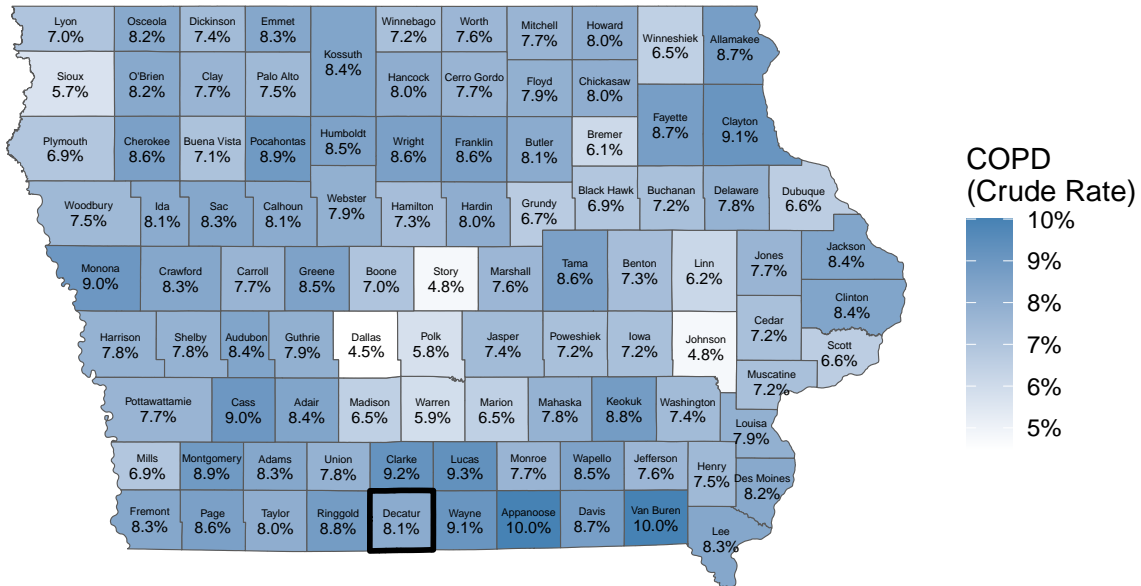 Lyon
7.0%
Osceola
8.2%
Dickinson
7.4%
Emmet
8.3%
Kossuth
8.4%
Winnebago
7.2%
Worth
7.6%
Mitchell
7.7%
Howard
8.0%
Winneshiek
6.5%
Allamakee
8.7%
Sioux
5.7%
O'Brien
8.2%
Clay
7.7%
Palo Alto
7.5%
Hancock
8.0%
Cerro Gordo
7.7%
Floyd
7.9%
Chickasaw
8.0%
Fayette
8.7%
Clayton
9.1%
Plymouth
6.9%
Cherokee
8.6%
Buena Vista
7.1%
Pocahontas
8.9%
Humboldt
8.5%
Wright
8.6%
Franklin
8.6%
Butler
8.1%
Bremer
6.1%
Woodbury
7.5%
Ida
8.1%
Sac
8.3%
Calhoun
8.1%
Webster
7.9%
Hamilton
7.3%
Hardin
8.0%
Grundy
6.7%
Black Hawk
6.9%
Buchanan
7.2%
Delaware
7.8%
Dubuque
6.6%
Monona
9.0%
Crawford
8.3%
Carroll
7.7%
Greene
8.5%
Boone
7.0%
Story
4.8%
Marshall
7.6%
Tama
8.6%
Benton
7.3%
Linn
6.2%
Jones
7.7%
Jackson
8.4%
Clinton
8.4%
Harrison
7.8%
Shelby
7.8%
Audubon
8.4%
Guthrie
7.9%
Dallas
4.5%
Polk
5.8%
Jasper
7.4%
Poweshiek
7.2%
Iowa
7.2%
Johnson
4.8%
Cedar
7.2%
Scott
6.6%
Muscatine
7.2%
Pottawattamie
7.7%
Cass
9.0%
Adair
8.4%
Madison
6.5%
Warren
5.9%
Marion
6.5%
Mahaska
7.8%
Keokuk
8.8%
Washington
7.4%
Louisa
7.9%
Mills
6.9%
Montgomery
8.9%
Adams
8.3%
Union
7.8%
Clarke
9.2%
Lucas
9.3%
Monroe
7.7%
Wapello
8.5%
Jefferson
7.6%
Henry
7.5%
Des Moines
8.2%
Fremont
8.3%
Page
8.6%
Taylor
8.0%
Ringgold
8.8%
Decatur
8.1%
Wayne
9.1%
Appanoose
10.0%
Davis
8.7%
Van Buren
10.0%
Lee
8.3%
COPD
(Crude Rate)
10%
9%
8%
7%
6%
5%